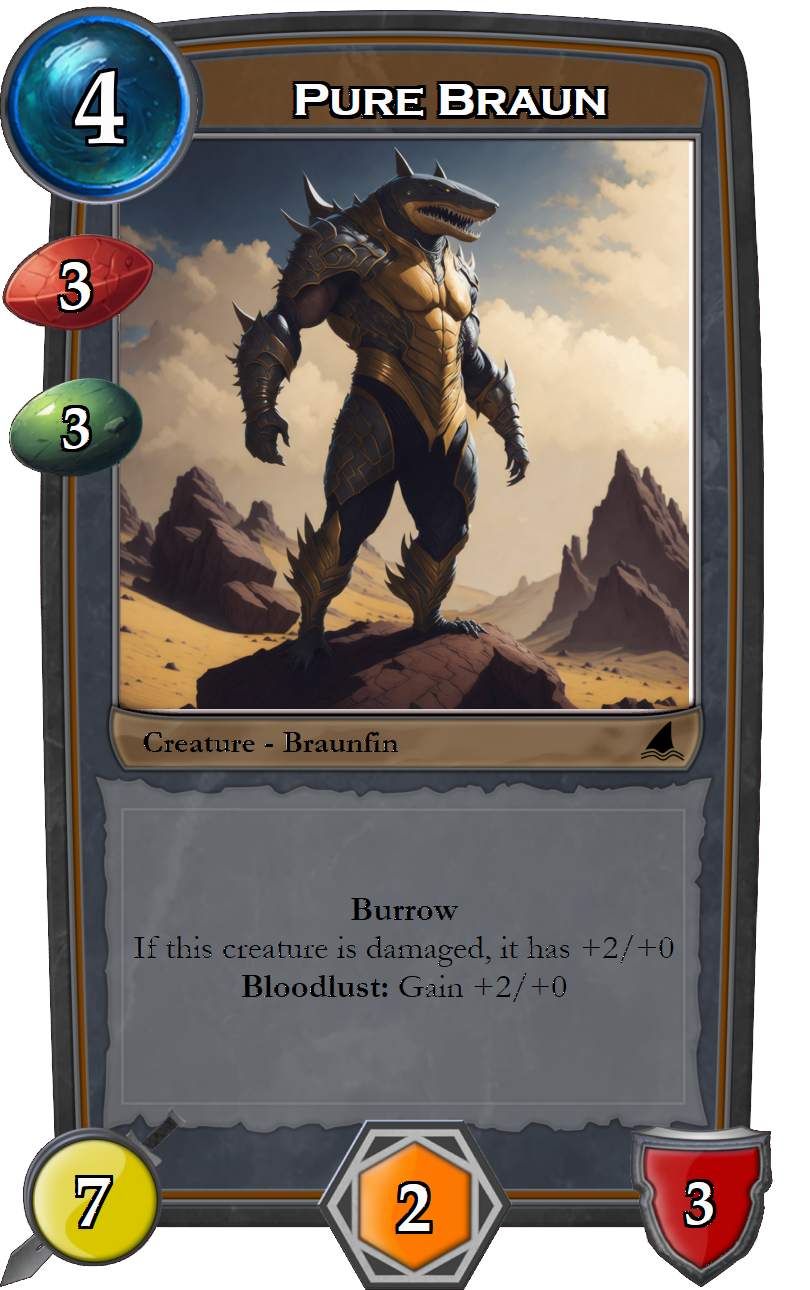 4
Pure Braun
3
3
Creature - Braunfin
Burrow
If this creature is damaged, it has +2/+0
Bloodlust: Gain +2/+0
7
2
3